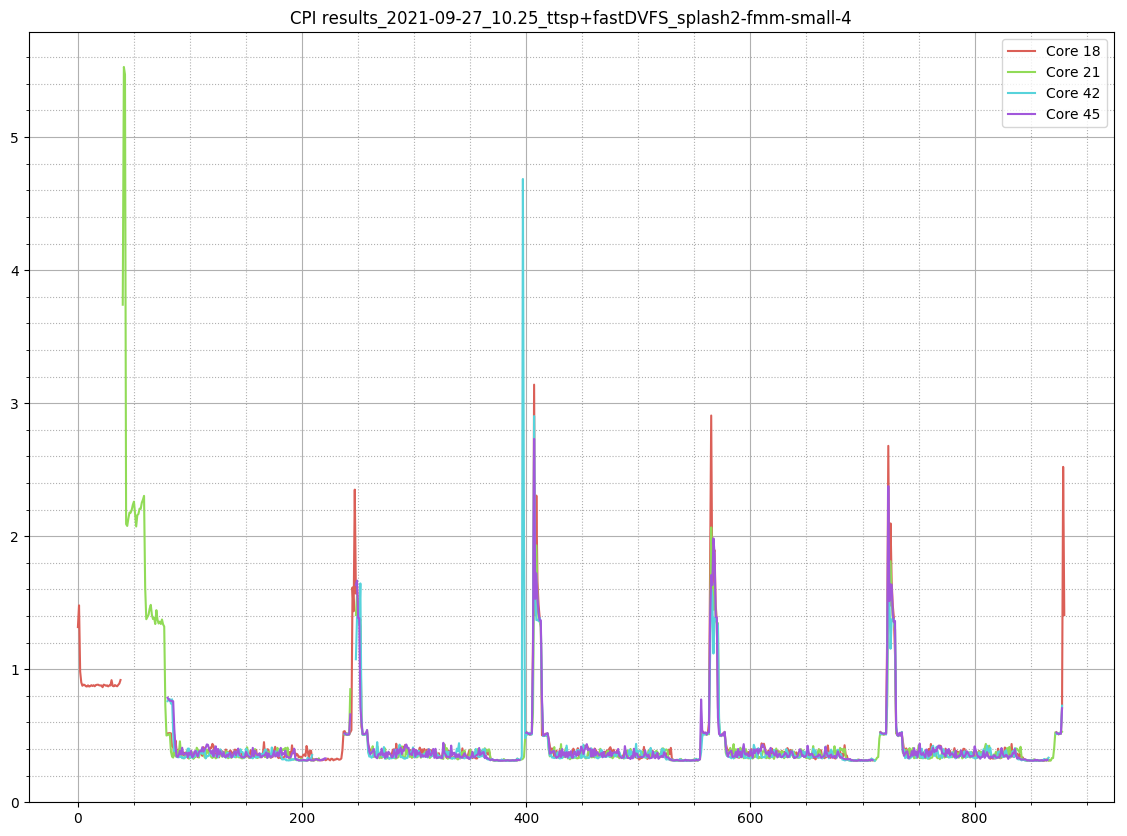 CPI results_2021-09-27_10.25_ttsp+fastDVFS_splash2-fmm-small-4
Core 18
Core 21
Core 42
Core 45
5
4
3
2
1
0
0 200 400 600 800